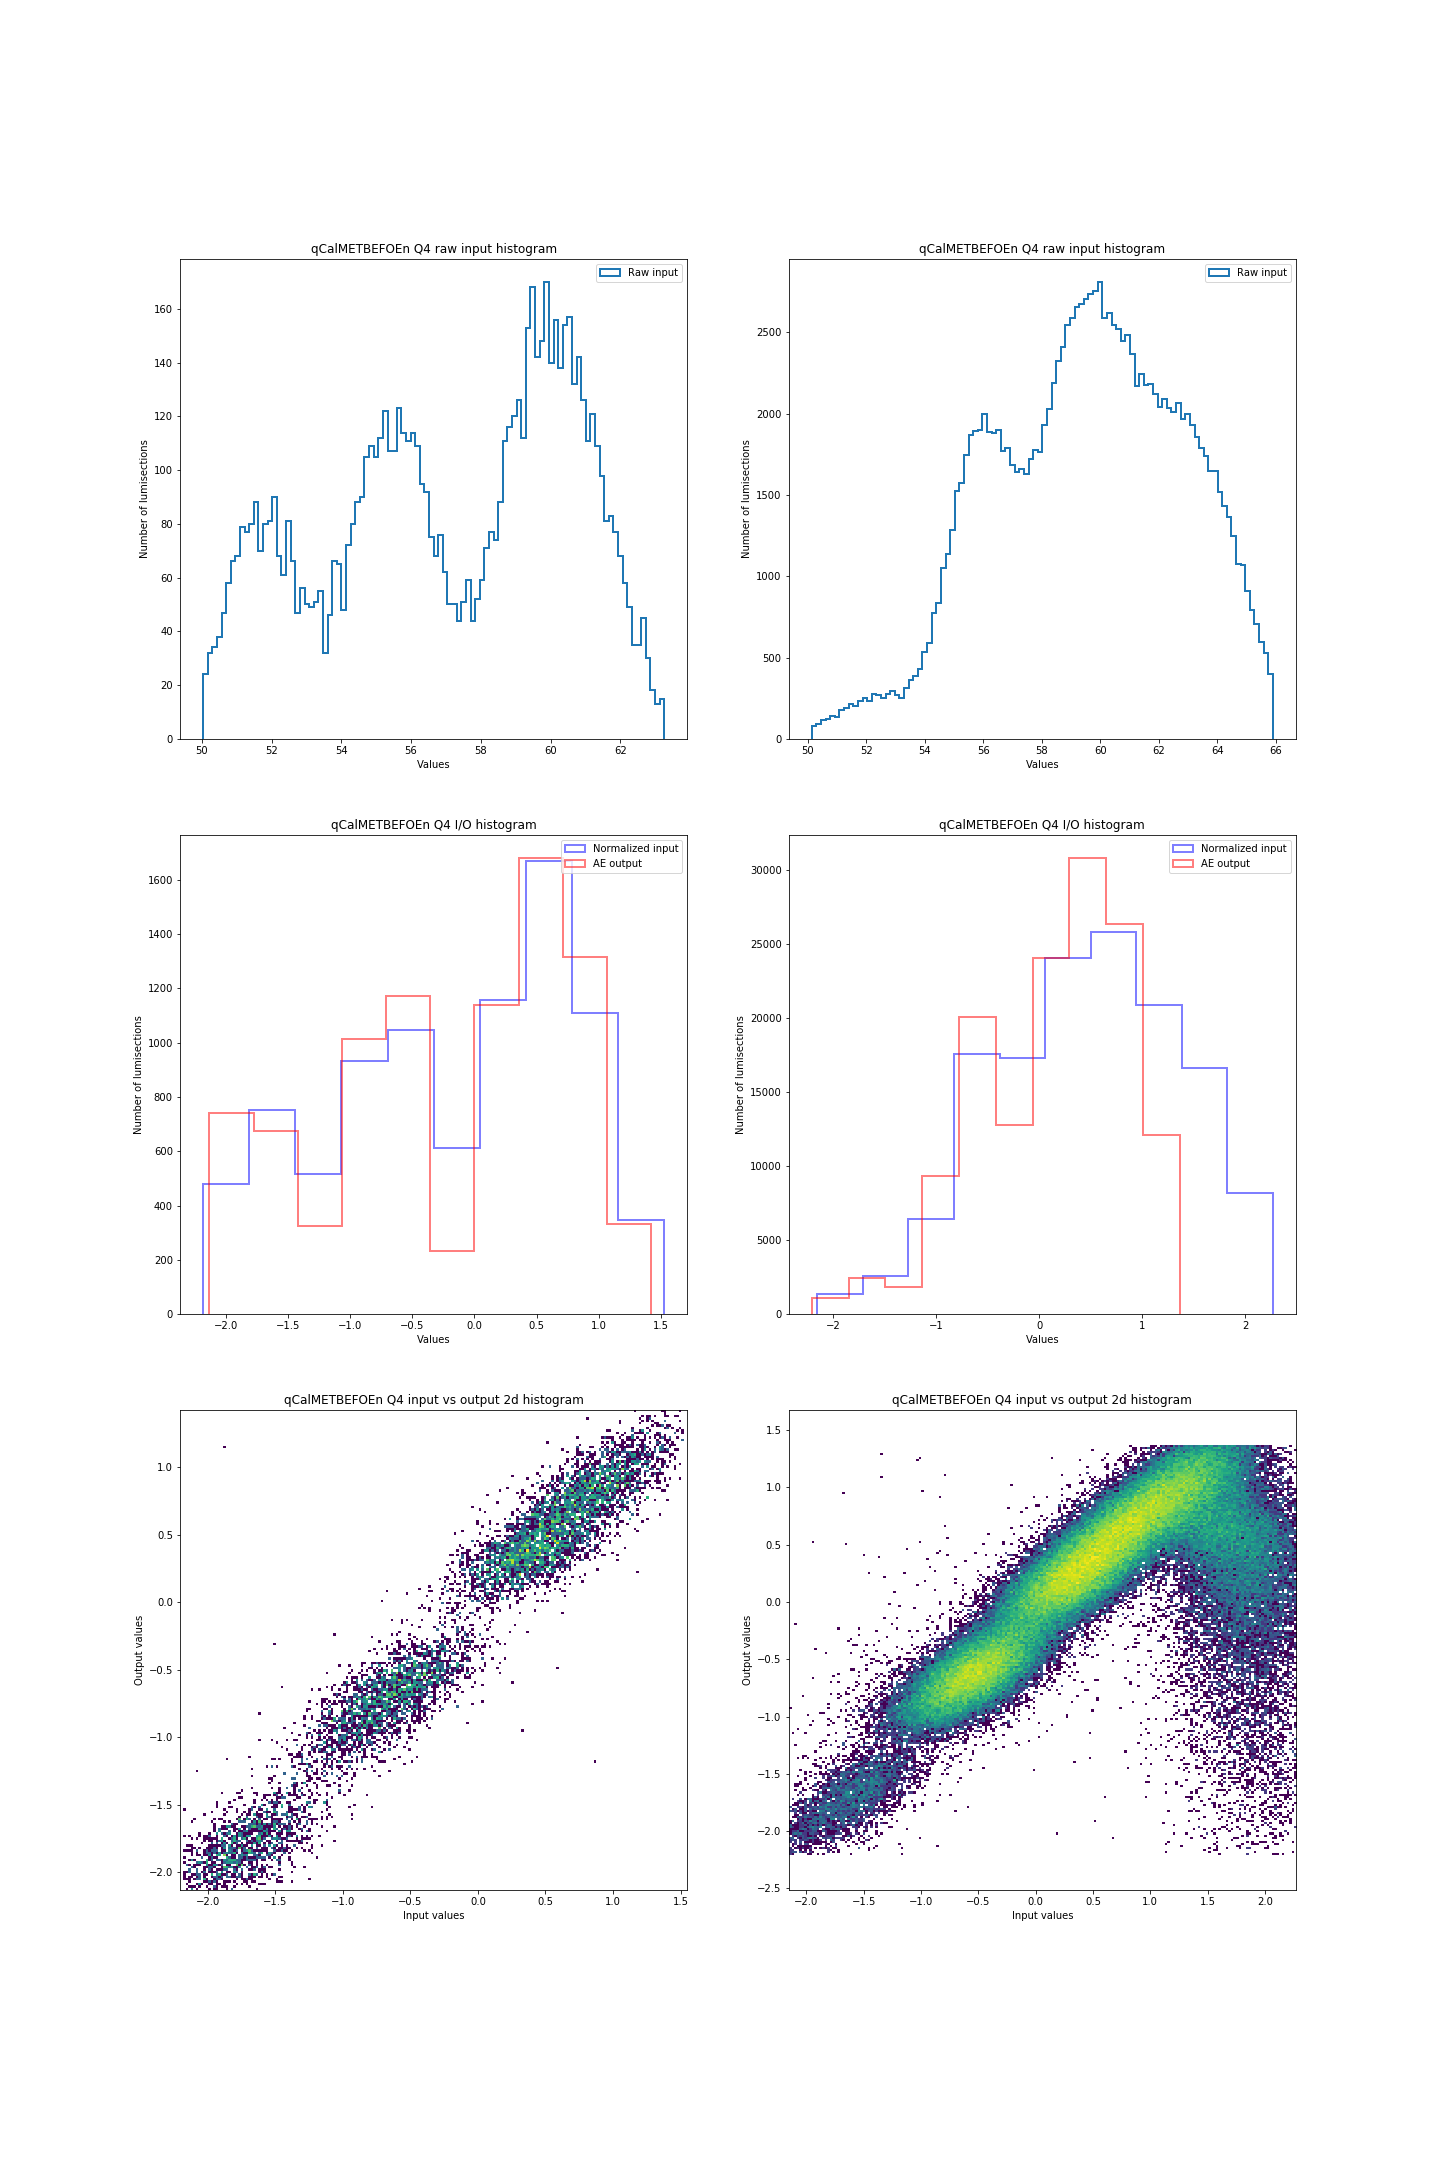 qCalMETBEFOEn Q4 raw input histogram
Raw input
Number of lumisections
160
140
120
100
80
60
40
20
0
50 52 54 56 58 60 62
Values
qCalMETBEFOEn Q4 raw input histogram
Raw input
Number of lumisections
2500
2000
1500
1000
500
0
50 52 54 56 58 60 62 64 66
Values
qCalMETBEFOEn Q4 I/O histogram
Normalized input
AE output
Number of lumisections
1600
1400
1200
1000
800
600
400
200
0
−2.0 −1.5 −1.0 −0.5 0.0 0.5 1.0 1.5
Values
qCalMETBEFOEn Q4 I/O histogram
Normalized input
AE output
Number of lumisections
30000
25000
20000
15000
10000
5000
0
−2 −1 0 1 2
Values
qCalMETBEFOEn Q4 input vs output 2d histogram
Output values
1.0
0.5
0.0
−0.5
−1.0
−1.5
−2.0
−2.0 −1.5 −1.0 −0.5 0.0 0.5 1.0 1.5
Input values
qCalMETBEFOEn Q4 input vs output 2d histogram
Output values
1.5
1.0
0.5
0.0
−0.5
−1.0
−1.5
−2.0
−2.5
−2.0 −1.5 −1.0 −0.5 0.0 0.5 1.0 1.5 2.0
Input values